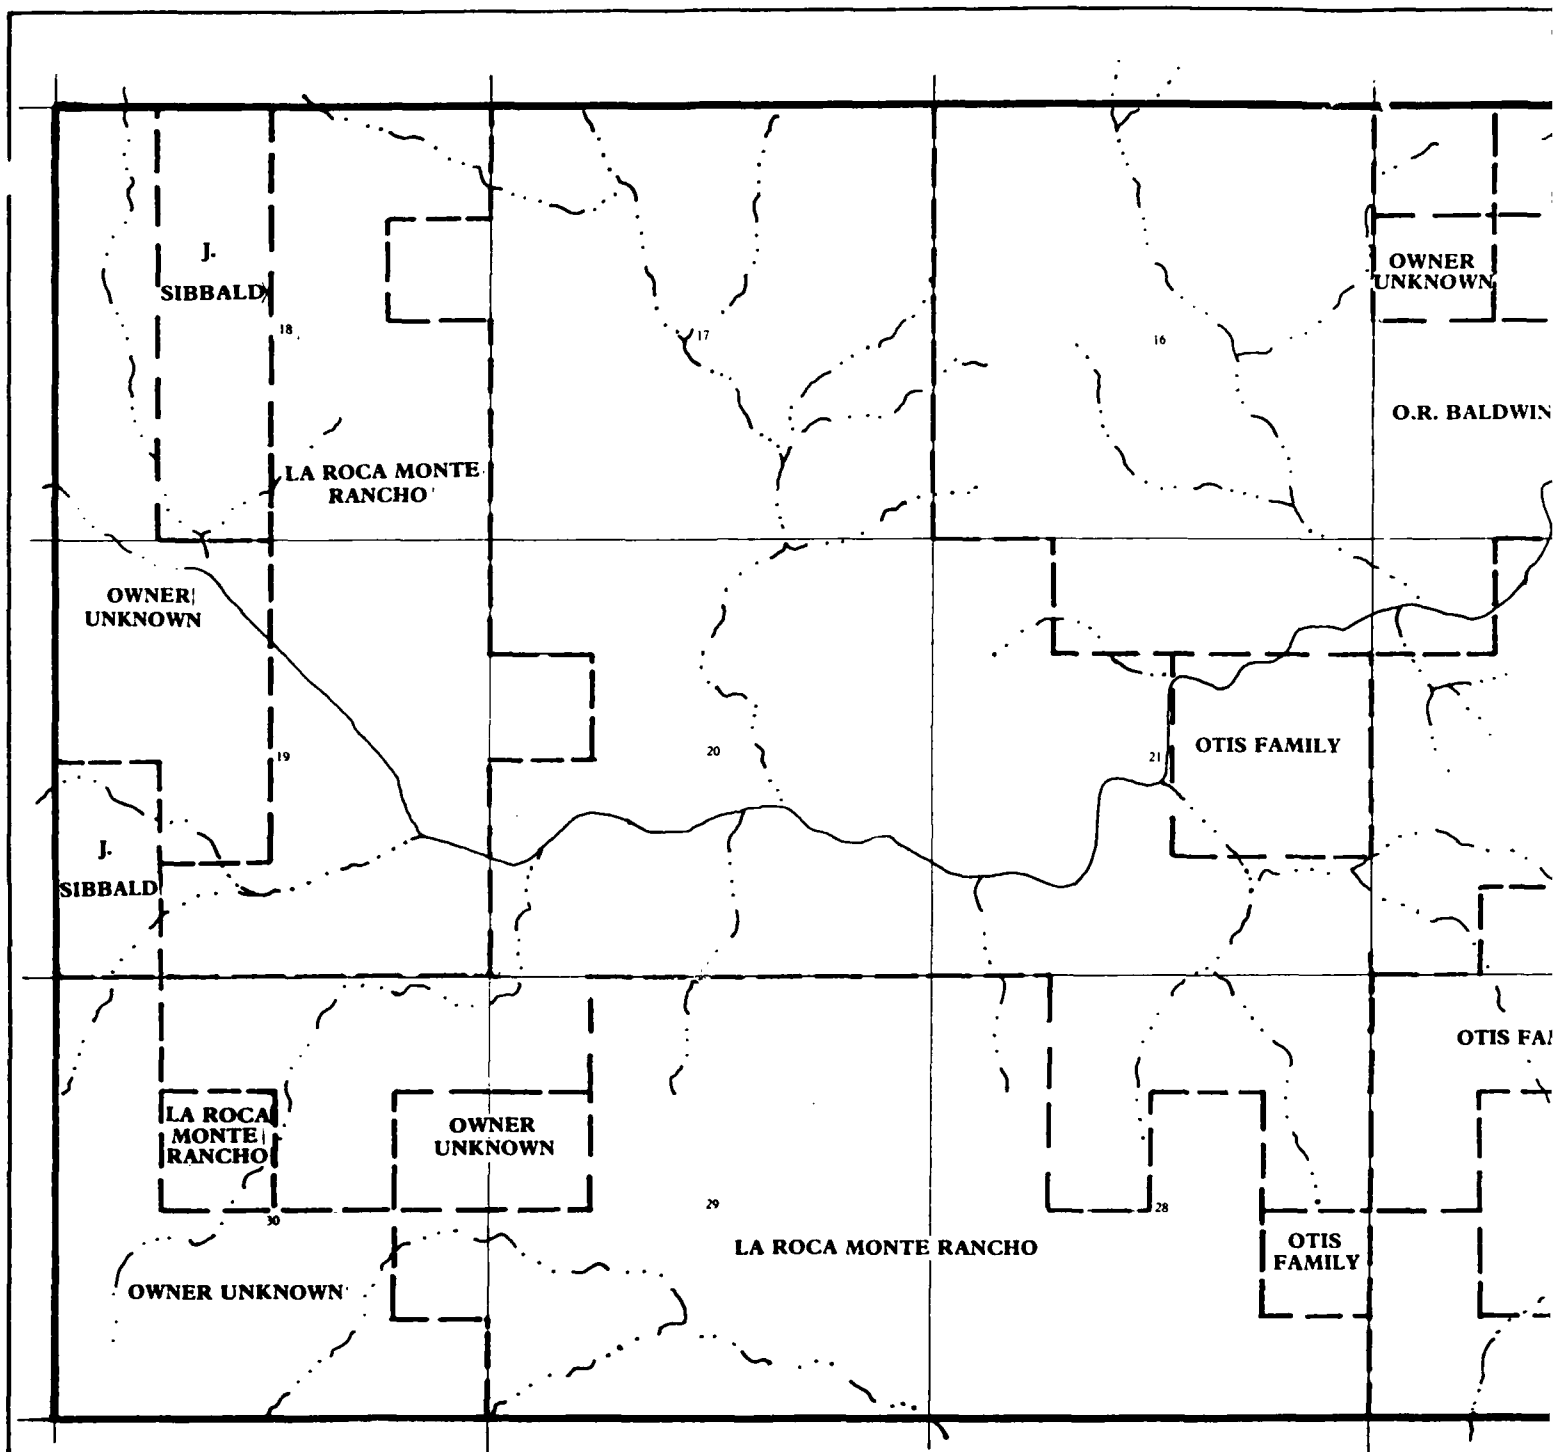 J.
SIBBALD
OWNER
UNKNOWN
18
17
16
O.R. BALDWIN
LA ROCA MONTE
RANCHO
OWNER
UNKNOWN
19
20
21
OTIS FAMILY
J.
SIBBALD
OTIS FA
LA ROCA
MONTE
RANCHO
OWNER
UNKNOWN
30
29
28
LA ROCA MONTE RANCHO
OTIS
FAMILY
OWNER UNKNOWN